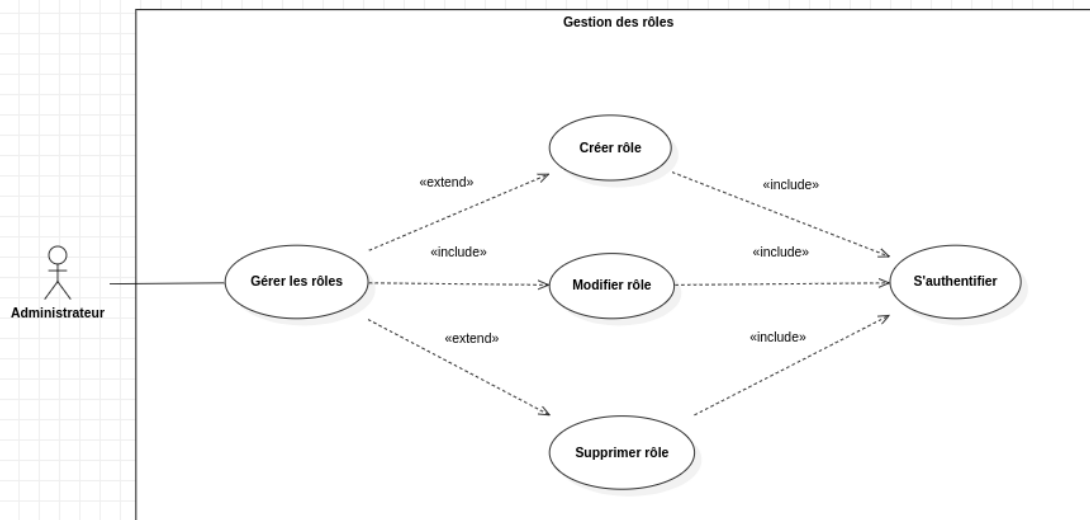 Gestion des rôles
Créer rôle
«extend»
«include»
«include»
«include»
Gérer les rôles
Modifier rôle
S'authentifier
Administrateur
«extend»
«include»
Supprimer rôle